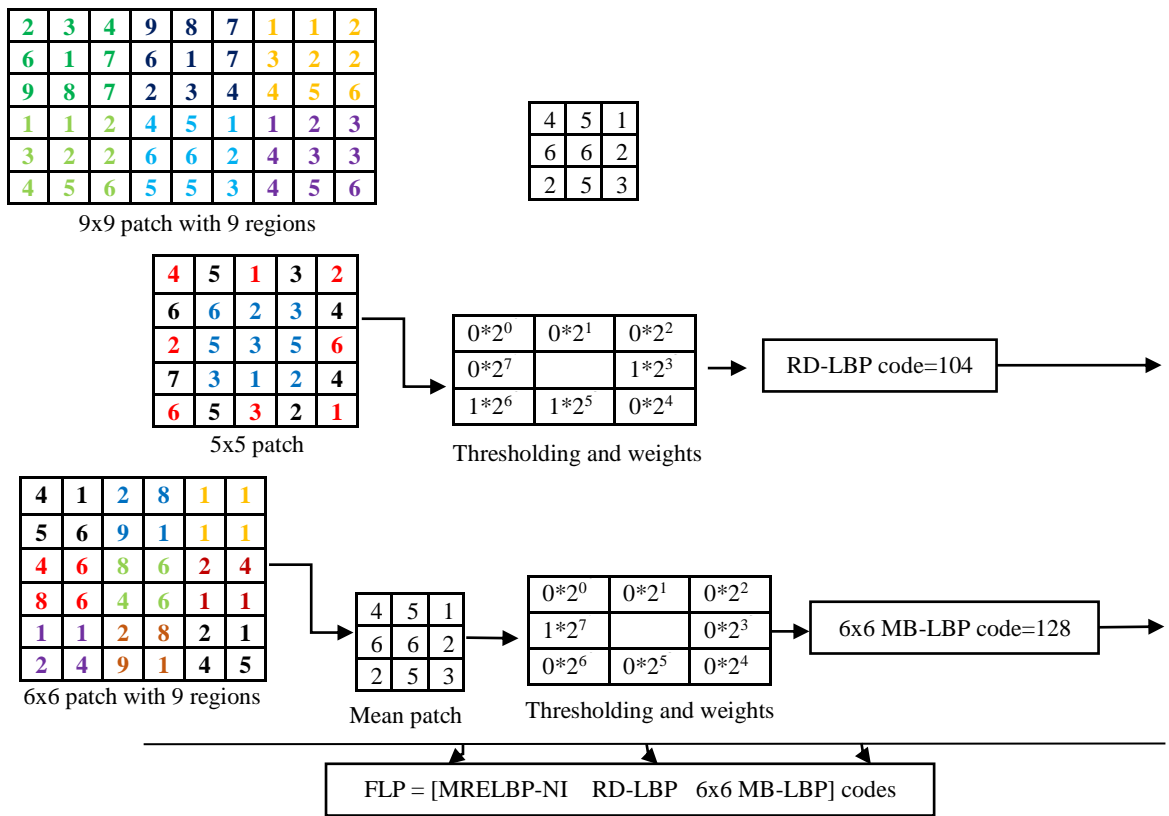 2 3 4 9 8 7 1 1 2
6 1 7 6 1 7 3 2 2
9 8 7 2 3 4 4 5 6
1 1 2 4 5 1 1 2 3
3 2 2 6 6 2 4 3 3
4 5 6 5 5 3 4 5 6
9x9 patch with 9 regions
4 5 1
6 6 2
2 5 3
4 5 1 3 2
6 6 2 3 4
2 5 3 5 6
7 3 1 2 4
6 5 3 2 1
5x5 patch
0*2⁰ 0*2¹ 0*2²
0*2⁷ 1*2³
1*2⁶ 1*2⁵ 0*2⁴
Thresholding and weights
RD-LBP code=104
4 1 2 8 1 1
5 6 9 1 1 1
4 6 8 6 2 4
8 6 4 6 1 1
1 1 2 8 2 1
2 4 9 1 4 5
6x6 patch with 9 regions
4 5 1
6 6 2
2 5 3
Mean patch
0*2⁰ 0*2¹ 0*2²
1*2⁷ 0*2³
0*2⁶ 0*2⁵ 0*2⁴
Thresholding and weights
6x6 MB-LBP code=128
FLP = [MRELBP-NI RD-LBP 6x6 MB-LBP] codes